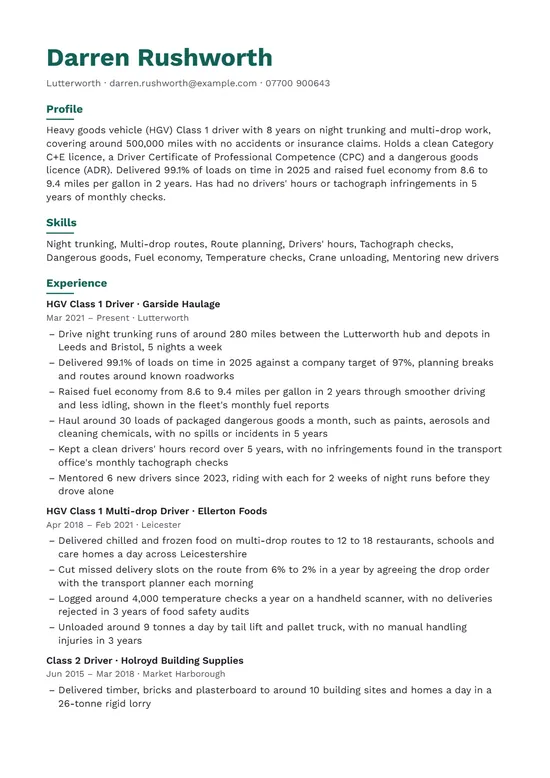 Darren Rushworth
Lutterworth · darren.rushworth@example.com · 07700 900643
Profile
Heavy goods vehicle (HGV) Class 1 driver with 8 years on night trunking and multi-drop work,
covering around 500,000 miles with no accidents or insurance claims. Holds a clean Category
C+E licence, a Driver Certificate of Professional Competence (CPC) and a dangerous goods
licence (ADR). Delivered 99.1% of loads on time in 2025 and raised fuel economy from 8.6 to
9.4 miles per gallon in 2 years. Has had no drivers' hours or tachograph infringements in 5
years of monthly checks.
Skills
Night trunking, Multi-drop routes, Route planning, Drivers' hours, Tachograph checks,
Dangerous goods, Fuel economy, Temperature checks, Crane unloading, Mentoring new drivers
Experience
HGV Class 1 Driver · Garside Haulage
Mar 2021 – Present · Lutterworth
– Drive night trunking runs of around 280 miles between the Lutterworth hub and depots in
Leeds and Bristol, 5 nights a week
– Delivered 99.1% of loads on time in 2025 against a company target of 97%, planning breaks
and routes around known roadworks
– Raised fuel economy from 8.6 to 9.4 miles per gallon in 2 years through smoother driving
and less idling, shown in the fleet's monthly fuel reports
– Haul around 30 loads of packaged dangerous goods a month, such as paints, aerosols and
cleaning chemicals, with no spills or incidents in 5 years
– Kept a clean drivers' hours record over 5 years, with no infringements found in the transport
office's monthly tachograph checks
– Mentored 6 new drivers since 2023, riding with each for 2 weeks of night runs before they
drove alone
HGV Class 1 Multi-drop Driver · Ellerton Foods
Apr 2018 – Feb 2021 · Leicester
– Delivered chilled and frozen food on multi-drop routes to 12 to 18 restaurants, schools and
care homes a day across Leicestershire
– Cut missed delivery slots on the route from 6% to 2% in a year by agreeing the drop order
with the transport planner each morning
– Logged around 4,000 temperature checks a year on a handheld scanner, with no deliveries
rejected in 3 years of food safety audits
– Unloaded around 9 tonnes a day by tail lift and pallet truck, with no manual handling
injuries in 3 years
Class 2 Driver · Holroyd Building Supplies
Jun 2015 – Mar 2018 · Market Harborough
– Delivered timber, bricks and plasterboard to around 10 building sites and homes a day in a
26-tonne rigid lorry